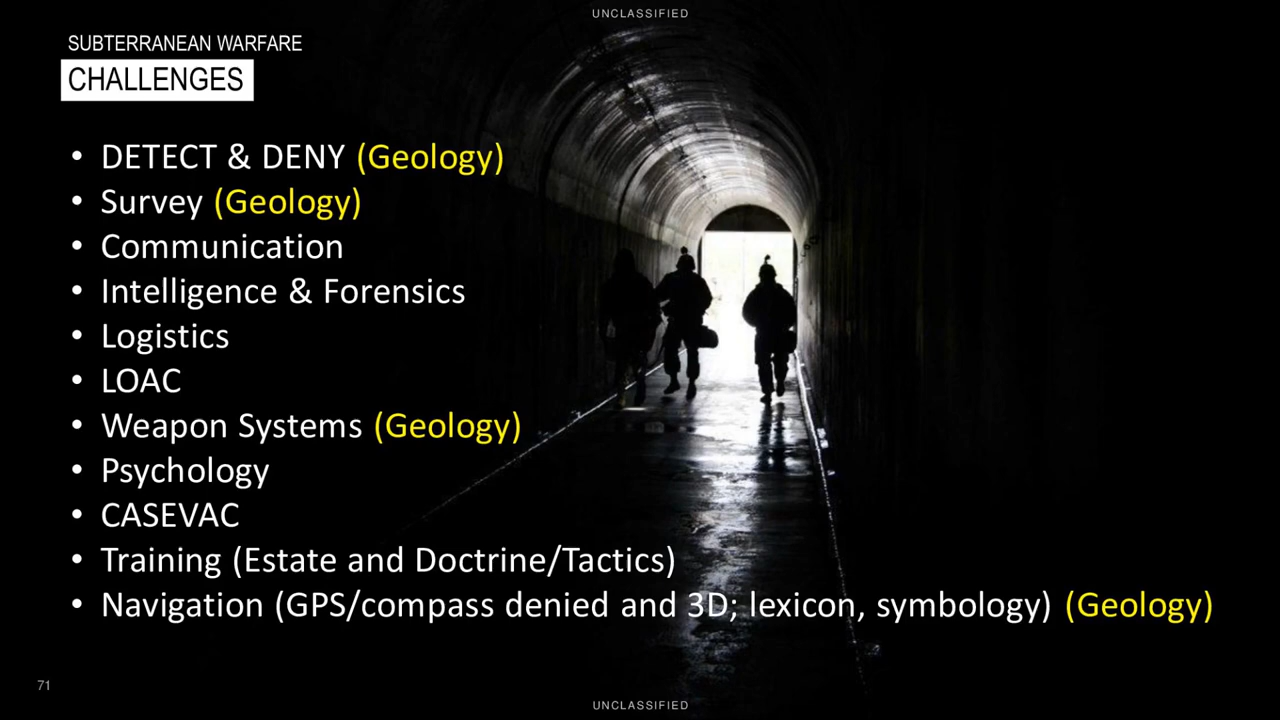 UNCLASSIFIED
SUBTERRANEAN WARFARE
CHALLENGES
• DETECT & DENY (Geology)
• Survey (Geology)
• Communication
• Intelligence & Forensics
• Logistics
• LOAC
• Weapon Systems (Geology)
• Psychology
• CASEVAC
• Training (Estate and Doctrine/Tactics)
• Navigation (GPS/compass denied and 3D; lexicon, symbology) (Geology)
71
UNCLASSIFIED